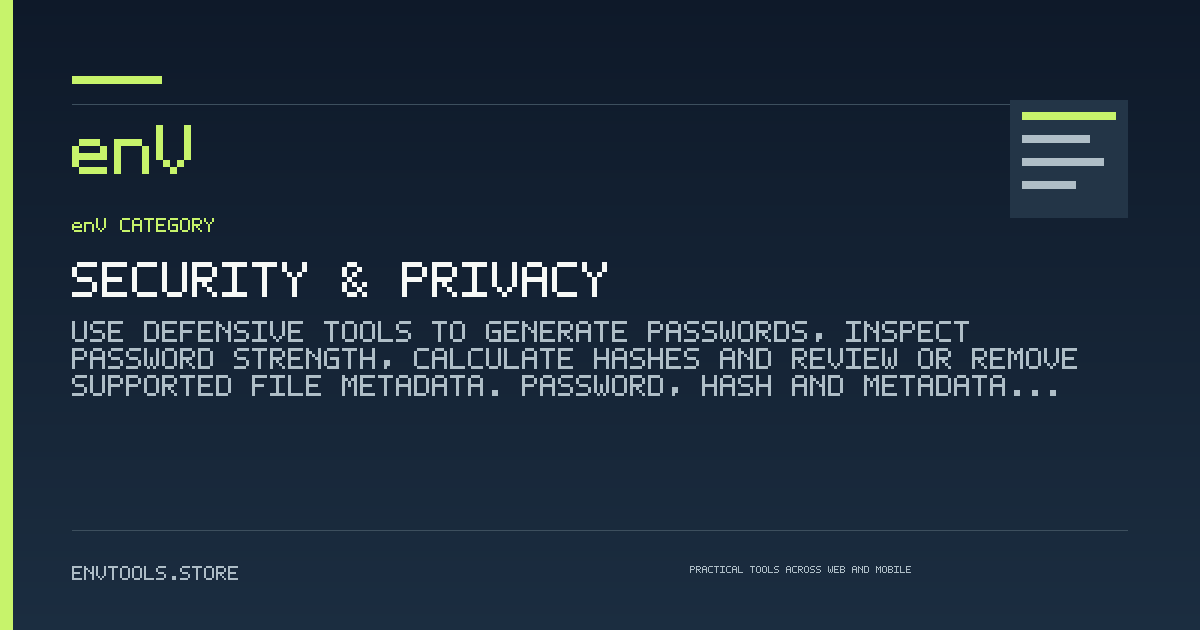 enV
enV CATEGORY
SECURITY & PRIVACY
USE DEFENSIVE TOOLS TO GENERATE PASSWORDS, INSPECT
PASSWORD STRENGTH, CALCULATE HASHES AND REVIEW OR REMOVE
SUPPORTED FILE METADATA. PASSWORD, HASH AND METADATA...
ENVTOOLS.STORE
PRACTICAL TOOLS ACROSS WEB AND MOBILE